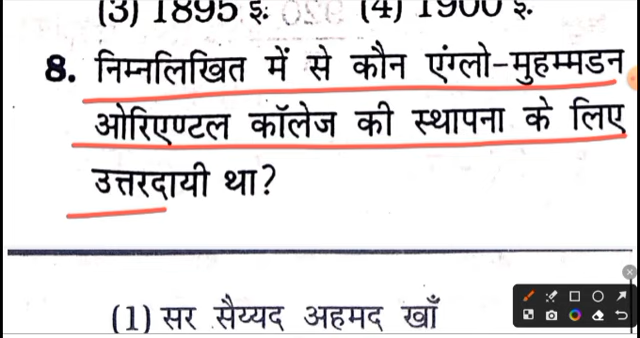 (3) 1895 ई. (4) 1900 ई.
8. निम्नलिखित में से कौन एंग्लो-मुहम्मडन
ओरिएण्टल कॉलेज की स्थापना के लिए
उत्तरदायी था?
(1) सर सैय्यद अहमद खाँ